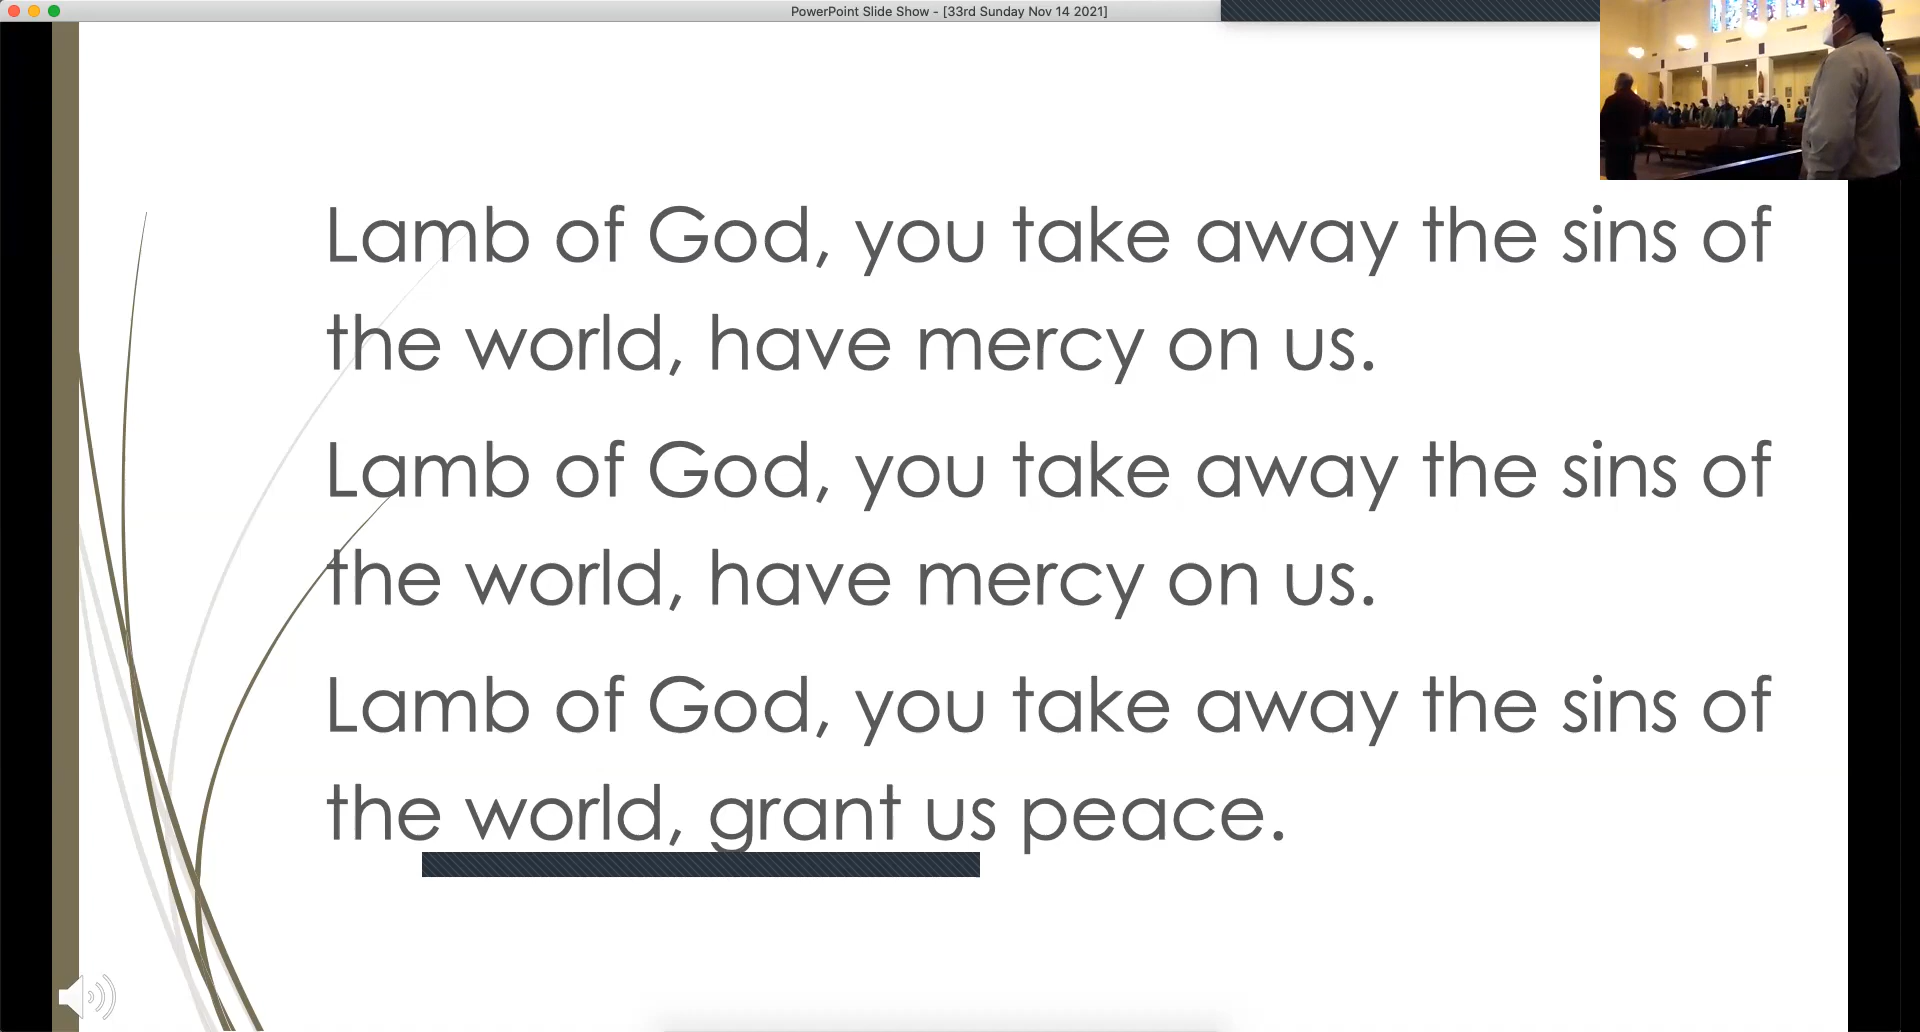 PowerPoint Slide Show - [33rd Sunday Nov 14 2021]
Lamb of God, you take away the sins of
the world, have mercy on us.
Lamb of God, you take away the sins of
the world, have mercy on us.
Lamb of God, you take away the sins of
the world, grant us peace.